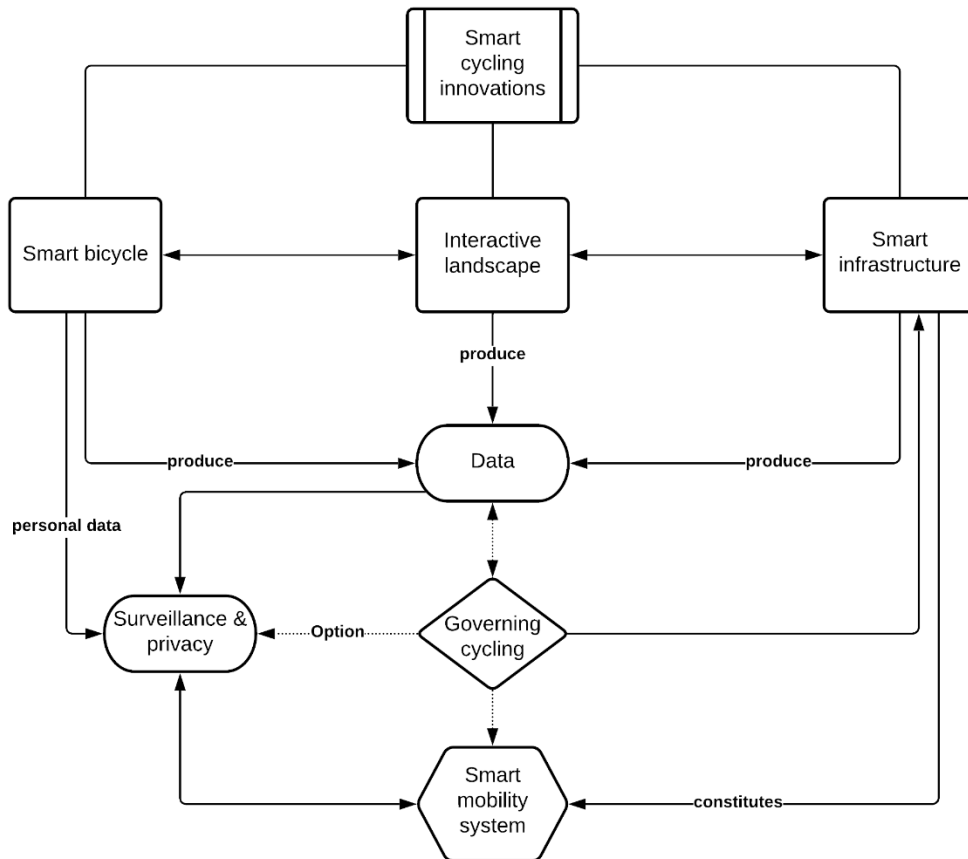 Smart
cycling
innovations
Smart bicycle
Interactive
landscape
Smart
infrastructure
produce
produce
Data
produce
personal data
Surveillance &
privacy
Option
Governing
cycling
Smart
mobility
system
constitutes